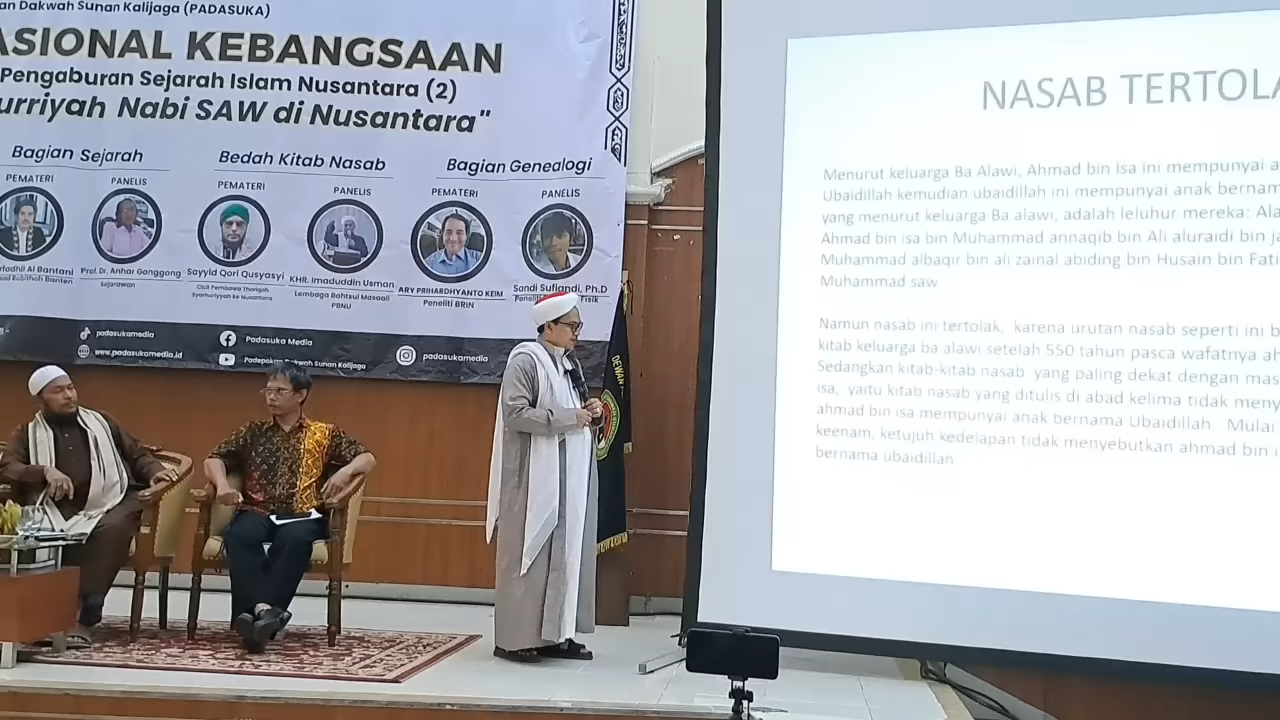 an Dakwah Sunan Kalijaga (PADASUKA)
ASIONAL KEBANGSAAN
Pengaburan Sejarah Islam Nusantara (2)
urriyah Nabi SAW di Nusantara"
Bagian Sejarah
Bedah Kitab Nasab
Bagian Genealogi
PEMATERI
PANELIS
PEMATERI
PANELIS
PEMATERI
PANELIS
Al Bantani
Banten
Prof. Dr. Anhar Gonggong
Sejarawan
Sayyid Qori Qusyasyi
KHR. Imaduddin Usman
Lembaga Bahtsul Masaail
PBNU
ARY PRIHARDHYANTO KEIM
Peneliti BRIN
Sandi Sufiandi, Ph.D
Fisik
padasukamedia
www.padasukamedia.id
Padasuka Media
Padepokan Dakwah Sunan Kalijaga
padasukamedia
DEWAN
NASAB TERTOLA
Menurut keluarga Ba Alawi, Ahmad bin Isa ini mempunyai a
Ubaidillah kemudian ubaidillah ini mempunyai anak bernam
yang menurut keluarga Ba alawi, adalah leluhur mereka: Ala
Ahmad bin isa bin Muhammad annaqib bin Ali aluraidi bin ja
Muhammad albaqir bin ali zainal abiding bin Husain bin Fati
Muhammad saw
Namun nasab ini tertolak, karena urutan nasab seperti ini b
kitab keluarga ba alawi setelah 550 tahun pasca wafatnya ah
Sedangkan kitab-kitab nasab yang paling dekat dengan mas
isa, yaitu kitab nasab yang ditulis di abad kelima tidak meny
ahmad bin isa mempunyai anak bernama Ubaidillah. Mulai
keenam, ketujuh kedelapan tidak menyebutkan ahmad bin i
bernama ubaidillah